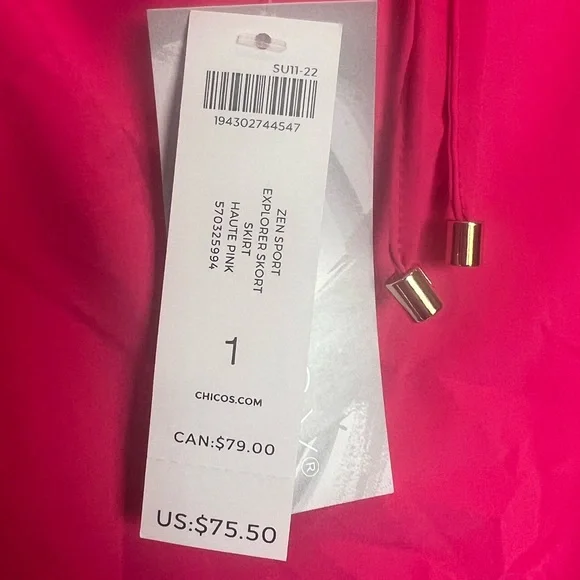 SU11-22
194302744547
ZEN SPORT
EXPLORER SKORT
SKIRT
HAUTE PINK
570325994
1
CHICOS.COM
CAN:$79.00
US:$75.50
®